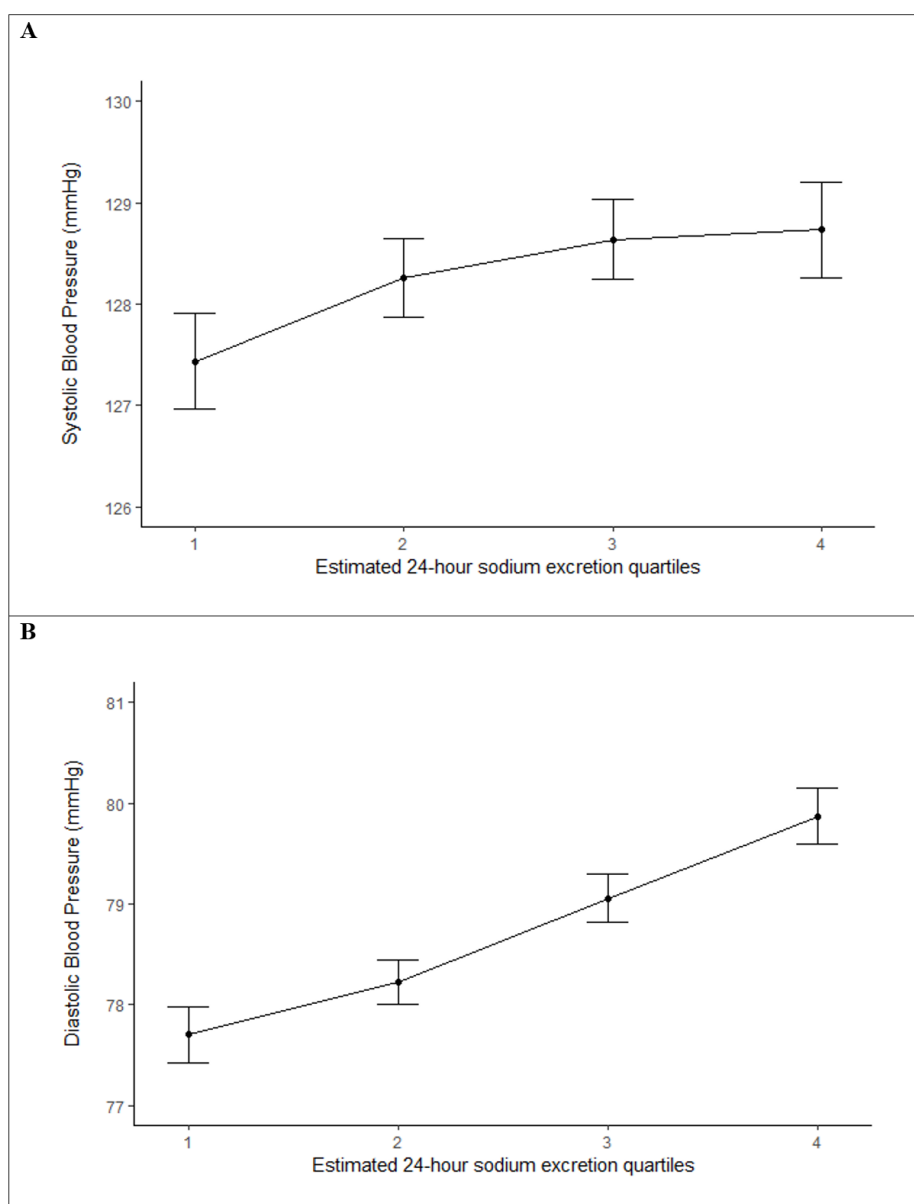 A
Systolic Blood Pressure (mmHg)
130
129
128
127
126
1 2 3 4
Estimated 24-hour sodium excretion quartiles
B
Diastolic Blood Pressure (mmHg)
81
80
79
78
77
1 2 3 4
Estimated 24-hour sodium excretion quartiles